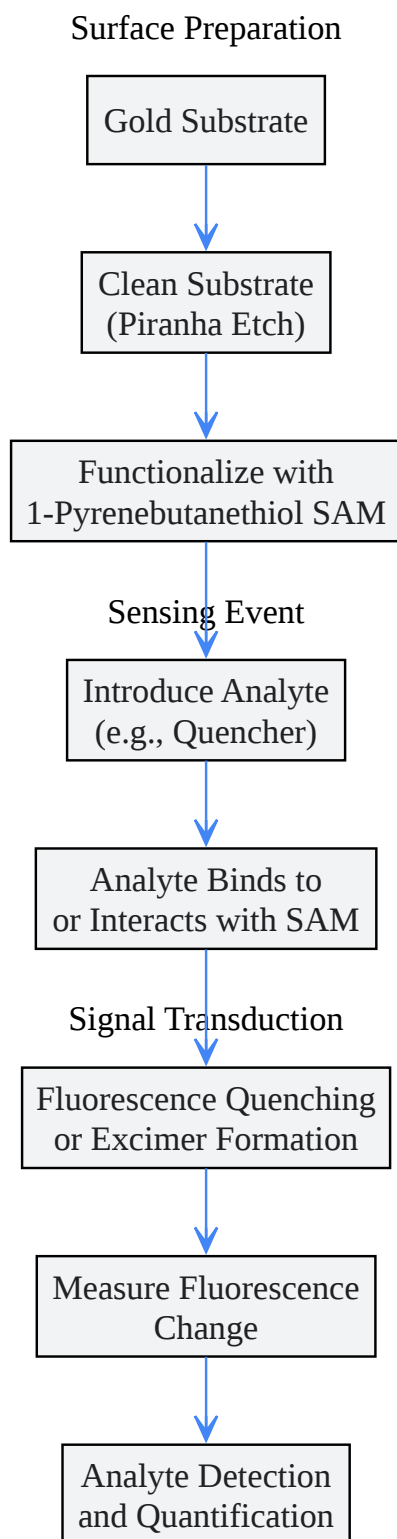 Surface Preparation
Gold Substrate
Clean Substrate
(Piranha Etch)
Functionalize with
1-Pyrenebutanethiol SAM
Sensing Event
Introduce Analyte
(e.g., Quencher)
Analyte Binds to
or Interacts with SAM
Signal Transduction
Fluorescence Quenching
or Excimer Formation
Measure Fluorescence
Change
Analyte Detection
and Quantification